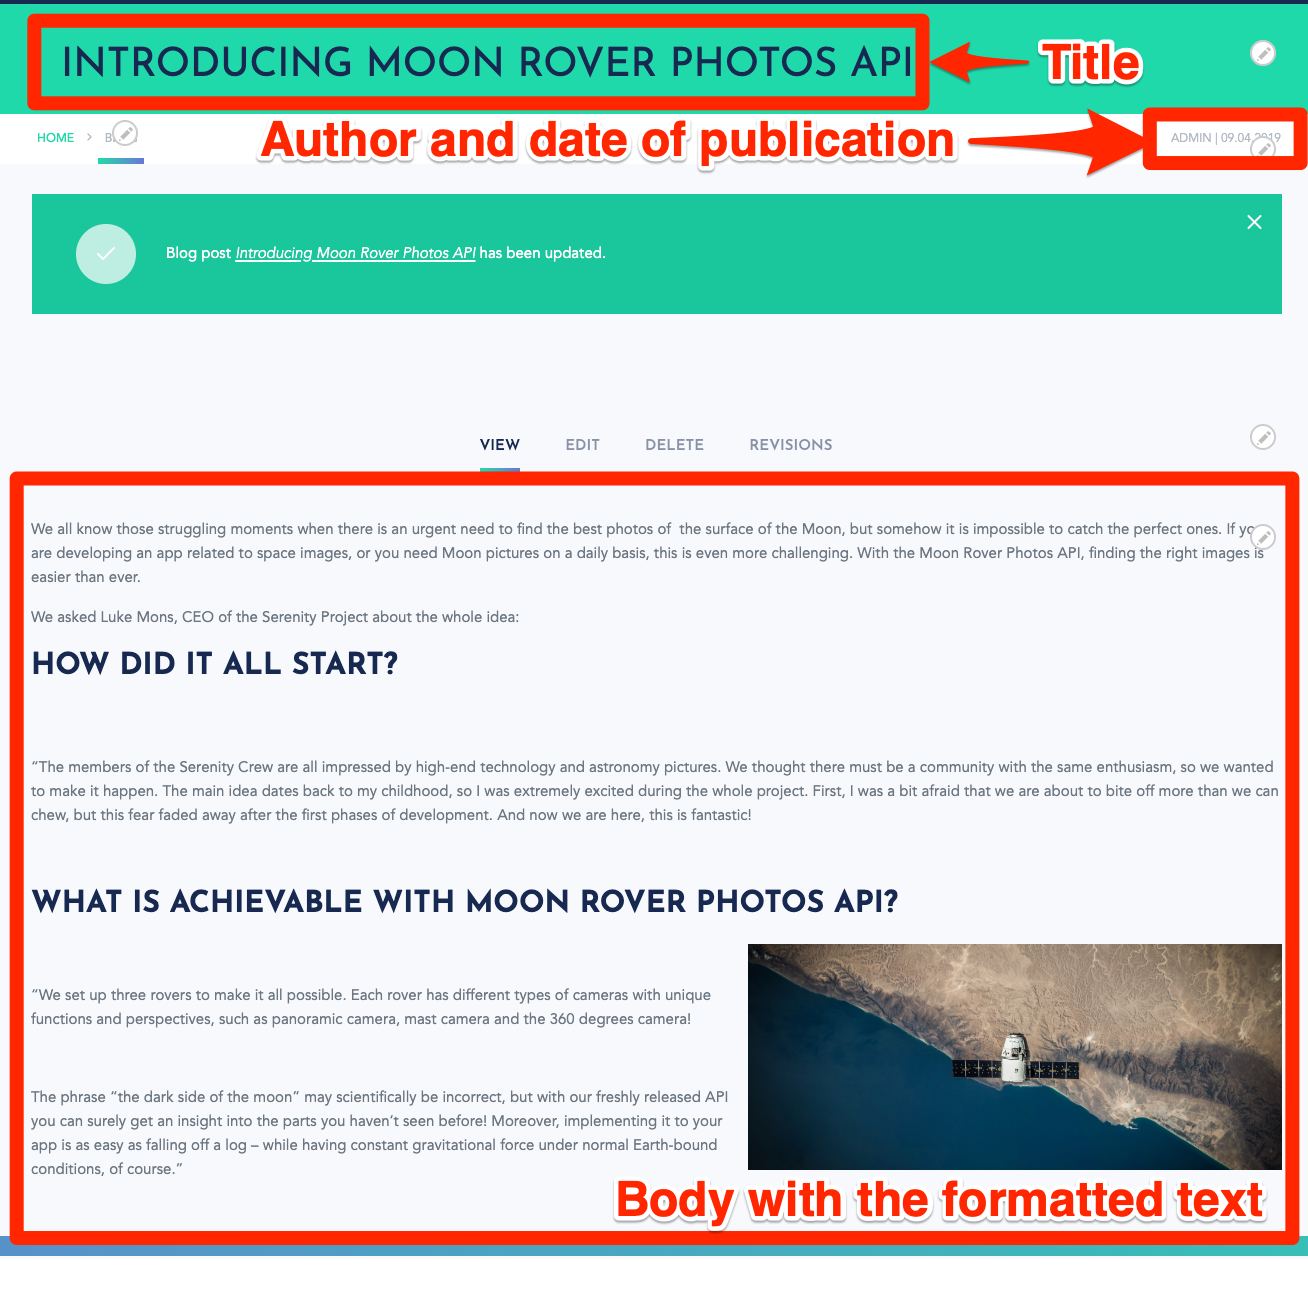 INTRODUCING MOON ROVER PHOTOS API
Title
HOME
Author and date of publication
ADMIN | 09.04.2019
Blog post Introducing Moon Rover Photos API has been updated.
VIEW EDIT DELETE REVISIONS
We all know those struggling moments when there is an urgent need to find the best photos of  the surface of the Moon, but somehow it is impossible to catch the perfect ones. If you
are developing an app related to space images, or you need Moon pictures on a daily basis, this is even more challenging. With the Moon Rover Photos API, finding the right images is
easier than ever.
We asked Luke Mons, CEO of the Serenity Project about the whole idea:
HOW DID IT ALL START?
“The members of the Serenity Crew are all impressed by high-end technology and astronomy pictures. We thought there must be a community with the same enthusiasm, so we wanted
to make it happen. The main idea dates back to my childhood, so I was extremely excited during the whole project. First, I was a bit afraid that we are about to bite off more than we can
chew, but this fear faded away after the first phases of development. And now we are here, this is fantastic!
WHAT IS ACHIEVABLE WITH MOON ROVER PHOTOS API?
“We set up three rovers to make it all possible. Each rover has different types of cameras with unique
functions and perspectives, such as panoramic camera, mast camera and the 360 degrees camera!
The phrase “the dark side of the moon” may scientifically be incorrect, but with our freshly released API
you can surely get an insight into the parts you haven’t seen before! Moreover, implementing it to your
app is as easy as falling off a log – while having constant gravitational force under normal Earth-bound
conditions, of course.”
Body with the formatted text